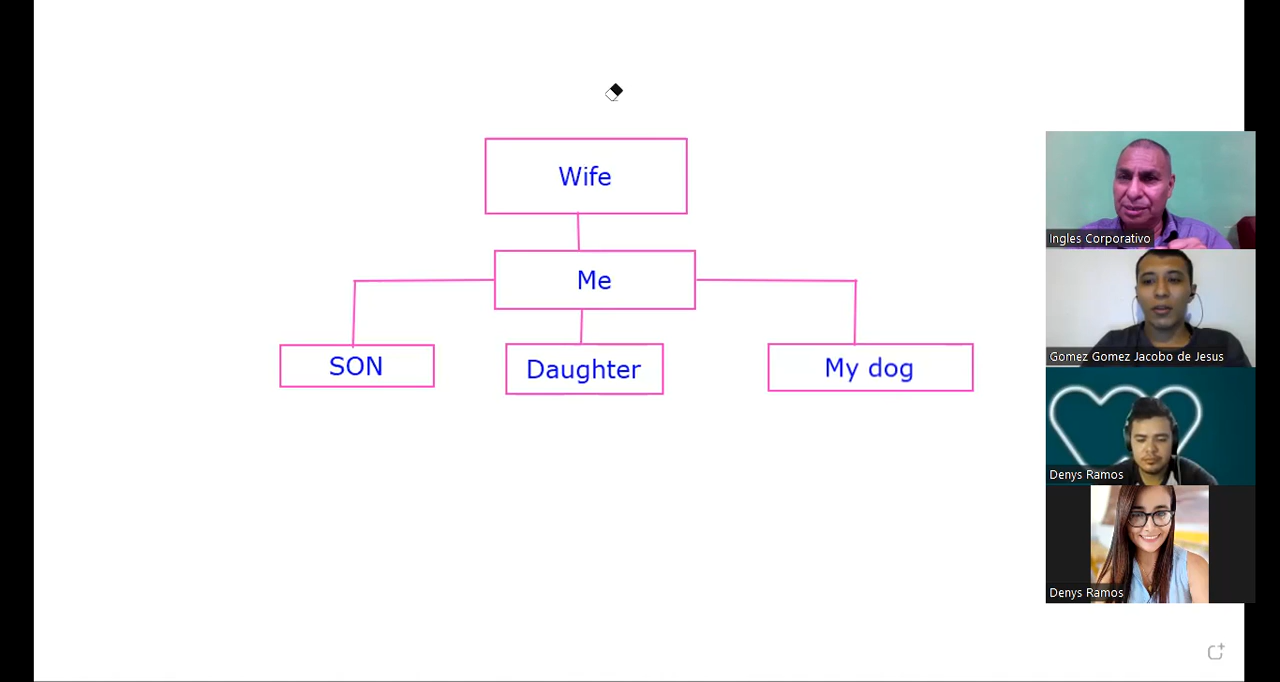 Wife
Me
SON
Daughter
My dog
Ingles Corporativo
Gomez Gomez Jacobo de Jesus
Denys Ramos
Denys Ramos